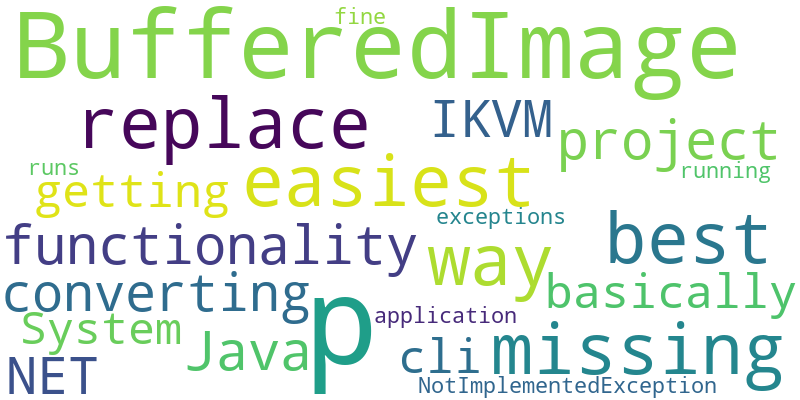 fine
BufferedImage
replace
IKVM
project
runs
running
easiest
getting
exceptions
best
functionality
way
converting
basically
p
System
application
Java
missing
cli
NET
NotImplementedException